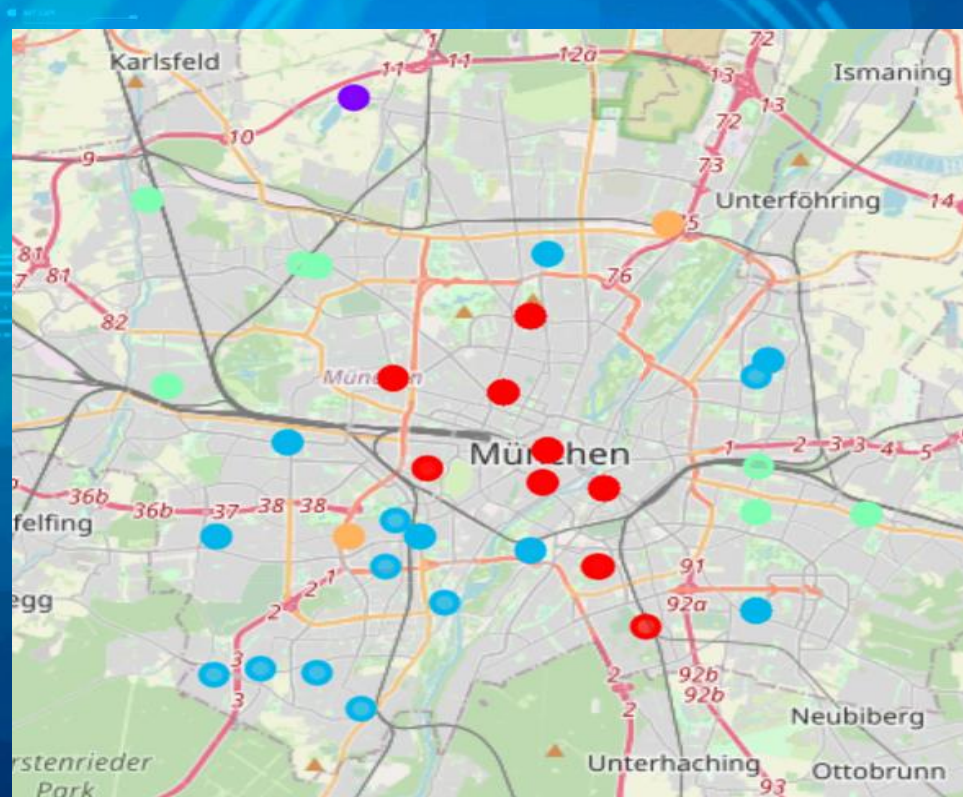 72
Karlsfeld
11
11
11
12a
13
13
Ismaning
10
72
9
73
14
Unterföhring
81
81
76
82
München
1
2
3
3
4
5
36b
36b
37
38
38
felfing
91
1
2
2
92a
egg
3
3
2
2
92b
92b
Neubiberg
rstenrieder
Park
Unterhaching
Ottobrunn
93